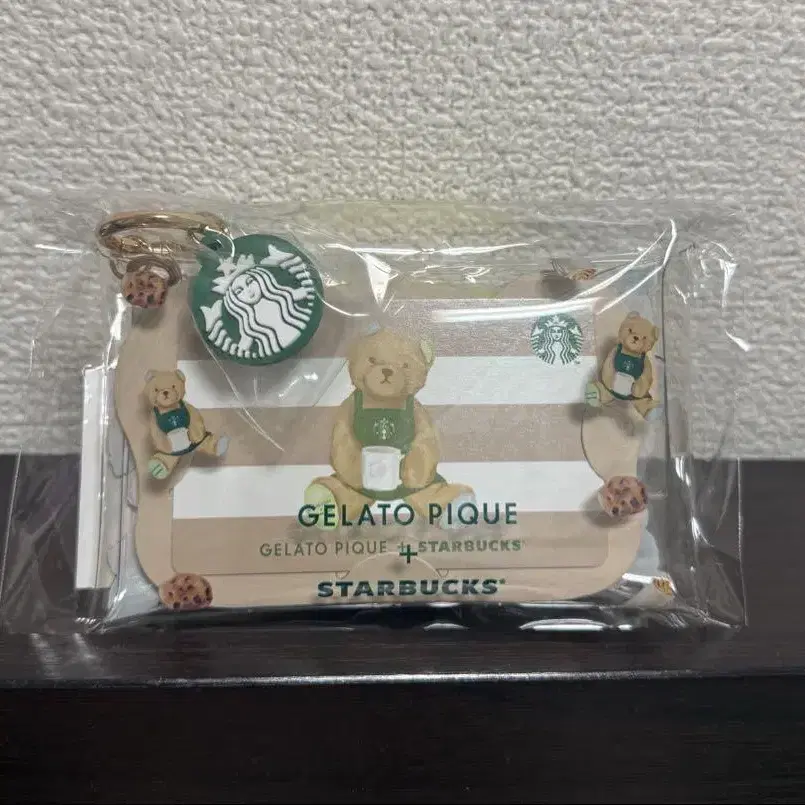 GELATO PIQUE
GELATO PIQUE + STARBUCKS
+
STARBUCKS®